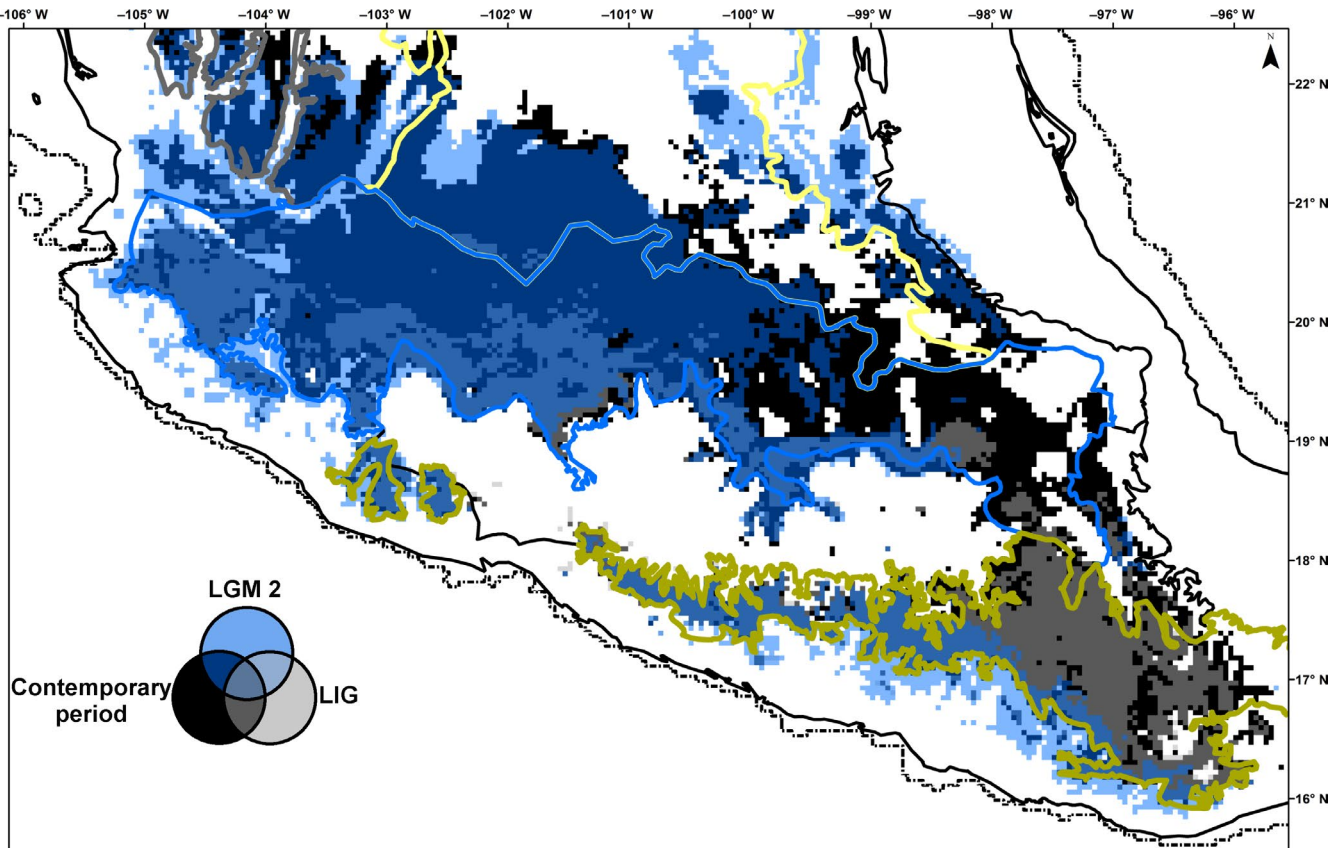 −106° W −105° W −104° W −103° W −102° W −101° W −100° W −99° W −98° W −97° W −96° W
N
22° N
21° N
20° N
19° N
18° N
17° N
16° N
LGM 2
Contemporary
period
LIG